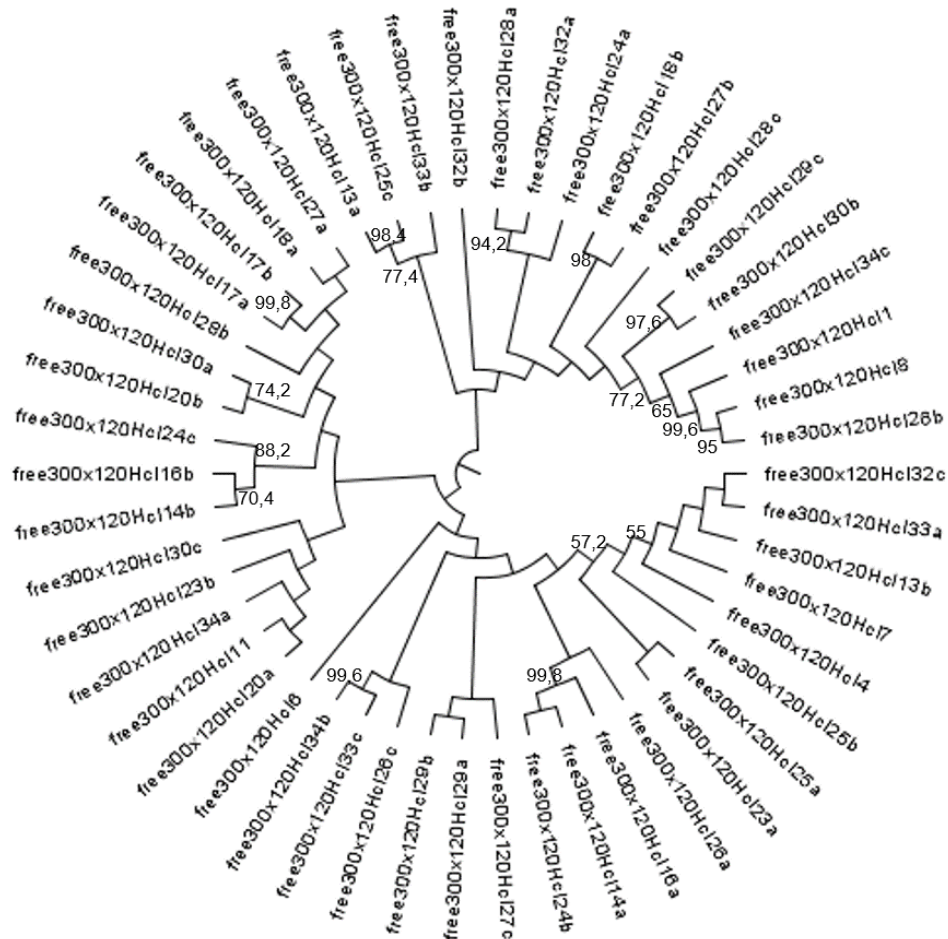 free300x120Hcl28a
free300x120Hcl32a
free300x120Hcl24a
free300x120Hcl18b
free300x120Hcl27b
free300x120Hcl28c
free300x120Hcl29c
free300x120Hcl30b
free300x120Hcl34c
free300x120Hcl1
free300x120Hcl8
free300x120Hcl26b
free300x120Hcl32c
free300x120Hcl33a
free300x120Hcl13b
free300x120Hcl7
free300x120Hcl4
free300x120Hcl25b
free300x120Hcl25a
free300x120Hcl23a
free300x120Hcl26a
free300x120Hcl16a
free300x120Hcl14a
free300x120Hcl24b
free300x120Hcl27c
free300x120Hcl29a
free300x120Hcl29b
free300x120Hcl26c
free300x120Hcl33c
free300x120Hcl34b
free300x120Hcl6
free300x120Hcl20a
free300x120Hcl11
free300x120Hcl34a
free300x120Hcl23b
free300x120Hcl30c
free300x120Hcl14b
free300x120Hcl16b
free300x120Hcl24c
free300x120Hcl20b
free300x120Hcl30a
free300x120Hcl28b
free300x120Hcl17a
free300x120Hcl17b
free300x120Hcl18a
free300x120Hcl27a
free300x120Hcl13a
free300x120Hcl25c
free300x120Hcl33b
free300x120Hcl32b
94,2
98
97,6
77,2
65
99,6
95
55
57,2
99,8
99,6
70,4
88,2
74,2
99,8
98,4
77,4